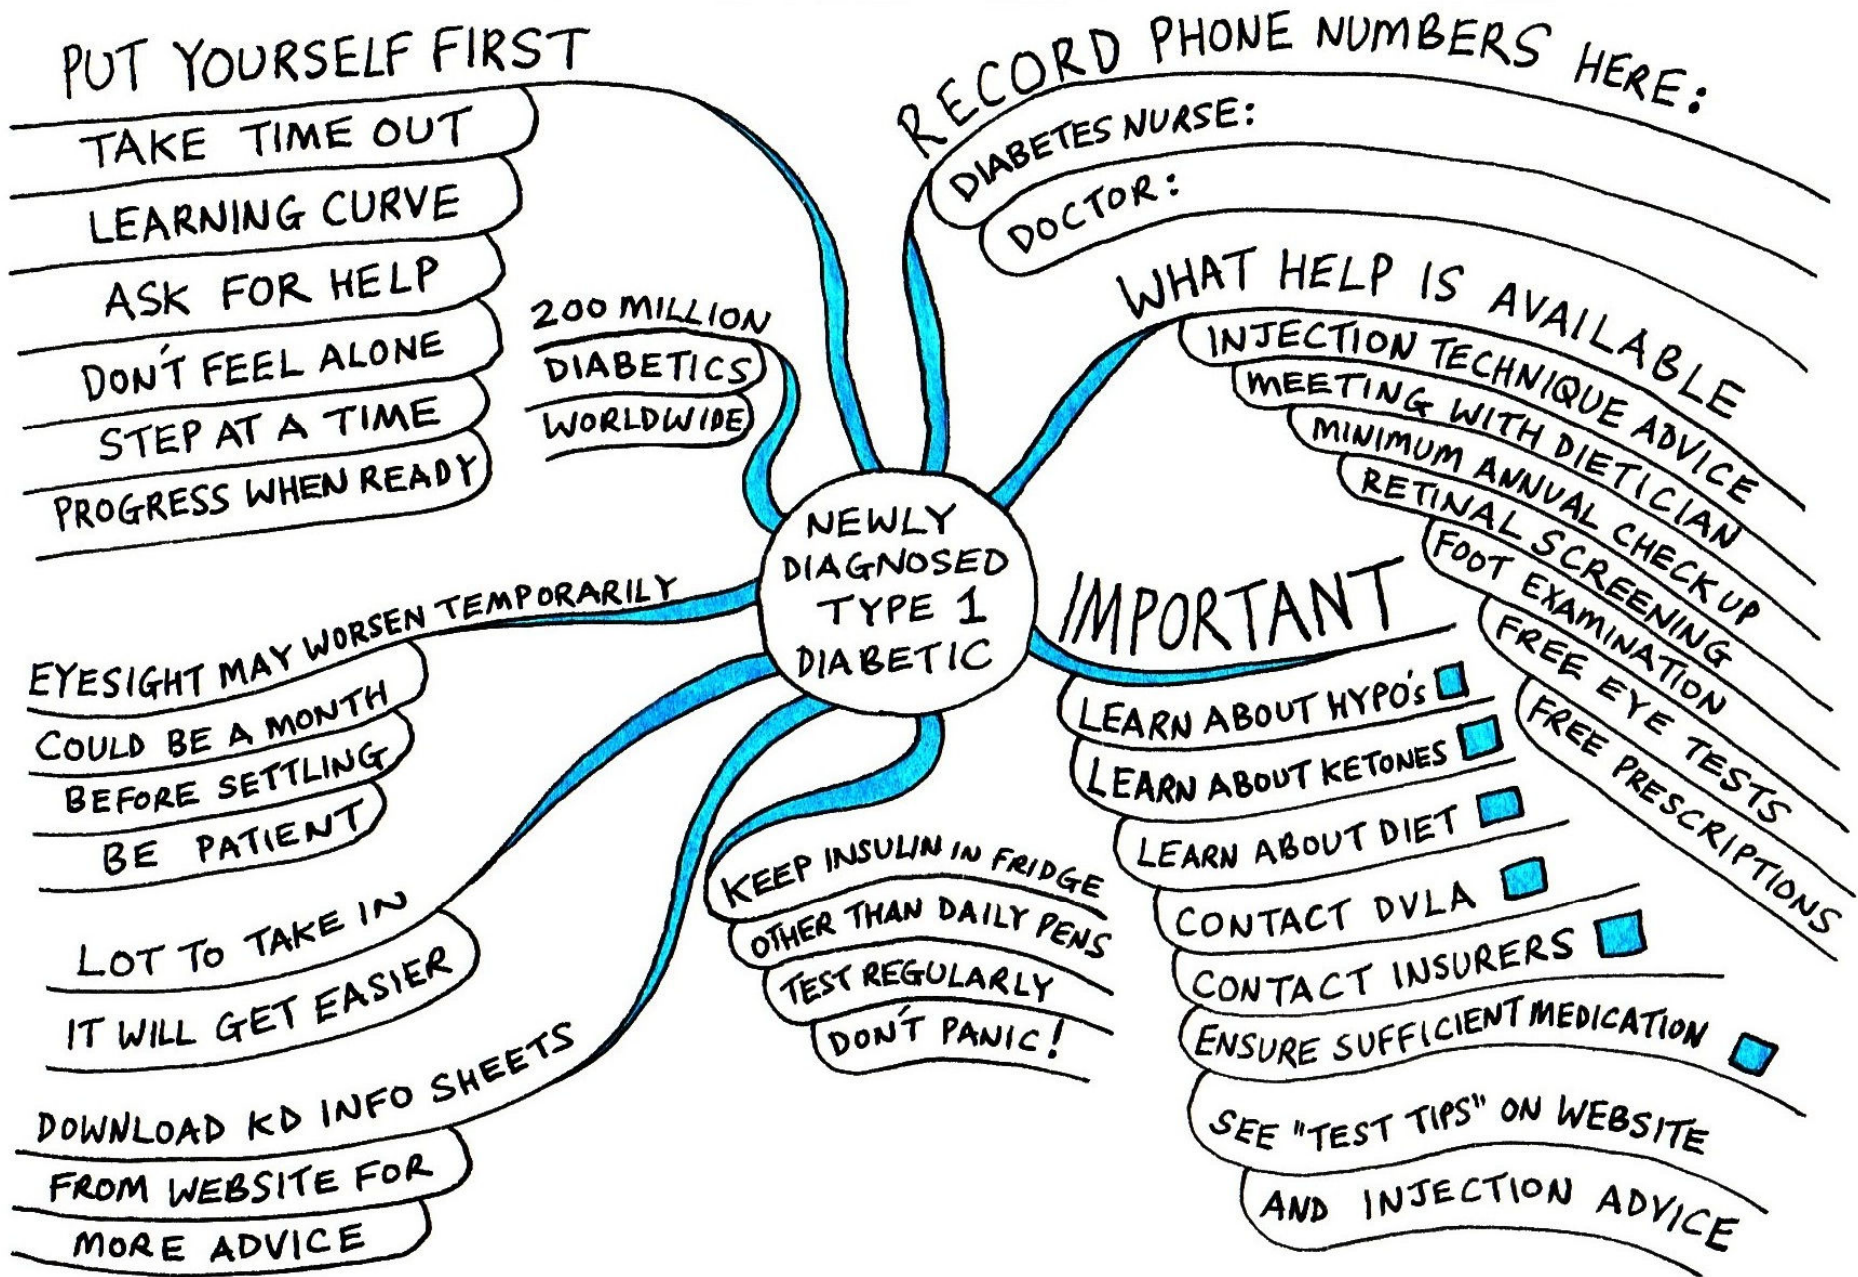 PUT YOURSELF FIRST
TAKE TIME OUT
LEARNING CURVE
ASK FOR HELP
DON'T FEEL ALONE
STEP AT A TIME
PROGRESS WHEN READY
200 MILLION
DIABETICS
WORLDWIDE
RECORD PHONE NUMBERS HERE:
DIABETES NURSE:
DOCTOR:
WHAT HELP IS AVAILABLE
INJECTION TECHNIQUE ADVICE
MEETING WITH DIETICIAN
MINIMUM ANNUAL CHECK UP
RETINAL SCREENING
FOOT EXAMINATION
FREE EYE TESTS
FREE PRESCRIPTIONS
NEWLY
DIAGNOSED
TYPE 1
DIABETIC
IMPORTANT
LEARN ABOUT HYPO's
LEARN ABOUT KETONES
LEARN ABOUT DIET
CONTACT DVLA
CONTACT INSURERS
ENSURE SUFFICIENT MEDICATION
SEE "TEST TIPS" ON WEBSITE
AND INJECTION ADVICE
EYESIGHT MAY WORSEN TEMPORARILY
COULD BE A MONTH
BEFORE SETTLING
BE PATIENT
LOT TO TAKE IN
IT WILL GET EASIER
DOWNLOAD KD INFO SHEETS
FROM WEBSITE FOR
MORE ADVICE
KEEP INSULIN IN FRIDGE
OTHER THAN DAILY PENS
TEST REGULARLY
DON'T PANIC!